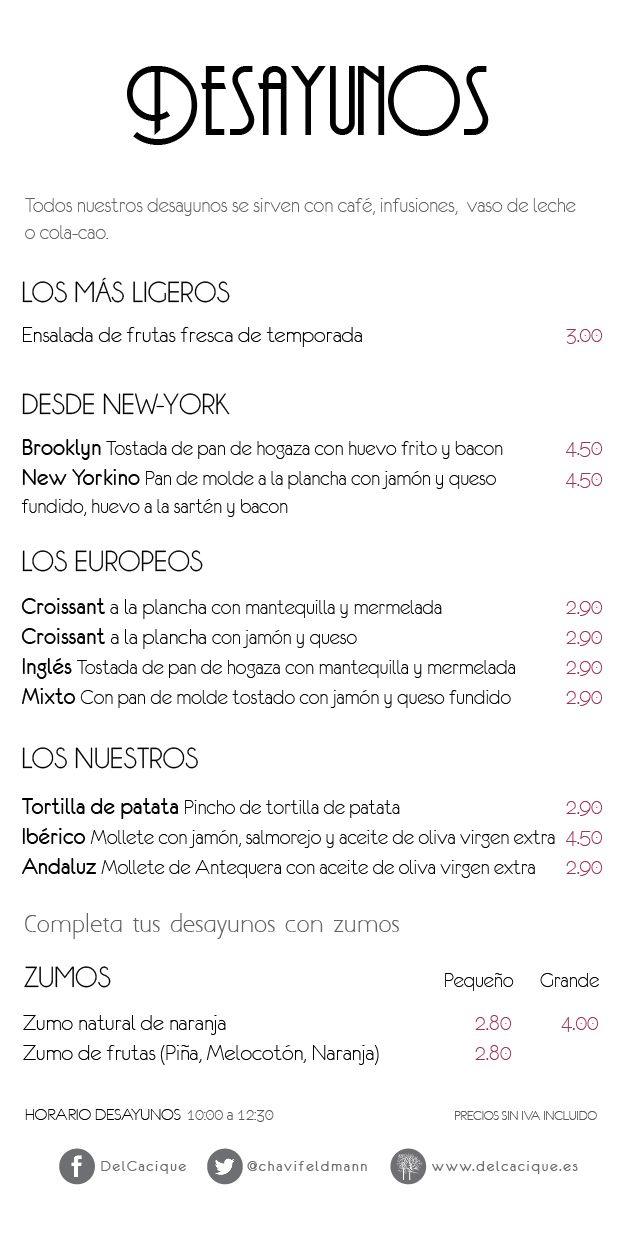 DESAYUNOS
Todos nuestros desayunos se sirven con café, infusiones, vaso de leche
o cola-cao.
LOS MÁS LIGEROS
Ensalada de frutas fresca de temporada 3.00
DESDE NEW-YORK
Brooklyn Tostada de pan de hogaza con huevo frito y bacon 4.50
New Yorkino Pan de molde a la plancha con jamón y queso 4.50
fundido, huevo a la sartén y bacon
LOS EUROPEOS
Croissant a la plancha con mantequilla y mermelada 2.90
Croissant a la plancha con jamón y queso 2.90
Inglés Tostada de pan de hogaza con mantequilla y mermelada 2.90
Mixto Con pan de molde tostado con jamón y queso fundido 2.90
LOS NUESTROS
Tortilla de patata Pincho de tortilla de patata 2.90
Ibérico Mollete con jamón, salmorejo y aceite de oliva virgen extra 4.50
Andaluz Mollete de Antequera con aceite de oliva virgen extra 2.90
Completa tus desayunos con zumos
ZUMOS Pequeño Grande
Zumo natural de naranja 2.80 4.00
Zumo de frutas (Piña, Melocotón, Naranja) 2.80
HORARIO DESAYUNOS 10:00 a 12:30 PRECIOS SIN IVA INCLUIDO
f DelCacique @chavifeldmann www.delcacique.es